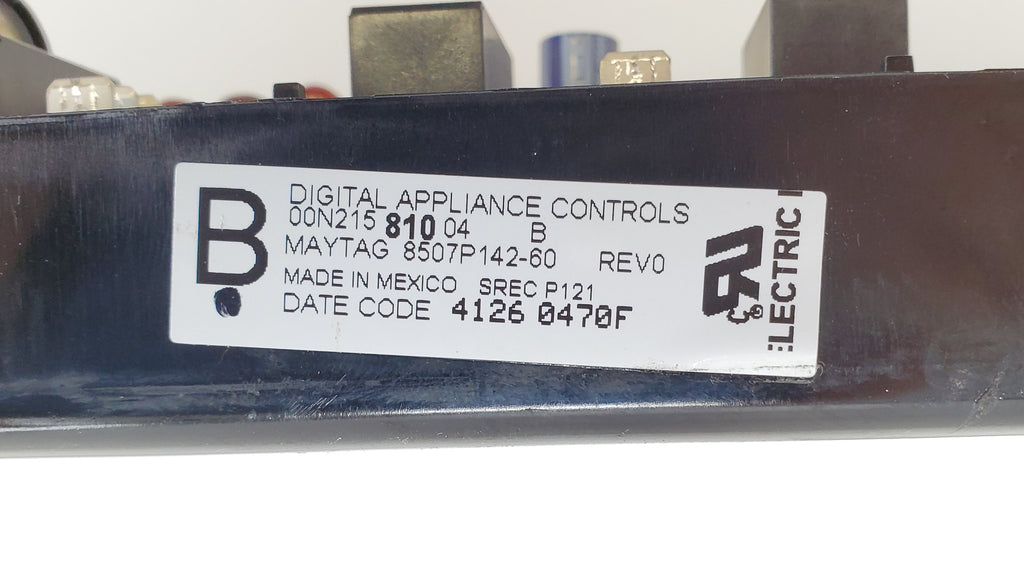 B
DIGITAL APPLIANCE CONTROLS
00N215 810 04 B
MAYTAG 8507P142-60 REV0
MADE IN MEXICO SREC P121
DATE CODE 4126 0470F
ELECTRIC